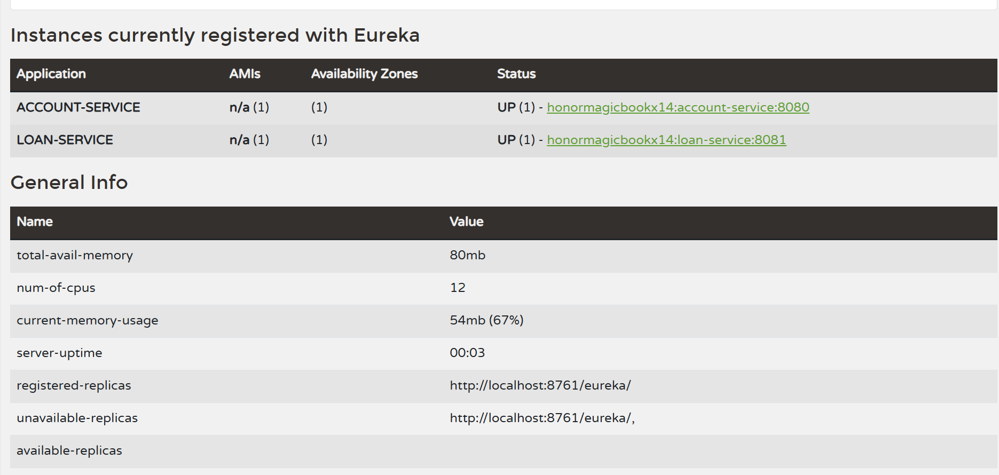 Instances currently registered with Eureka
Application AMIs Availability Zones Status
ACCOUNT-SERVICE n/a (1) (1) UP (1) - honormagicbookx14:account-service:8080
LOAN-SERVICE n/a (1) (1) UP (1) - honormagicbookx14:loan-service:8081
General Info
Name Value
total-avail-memory 80mb
num-of-cpus 12
current-memory-usage 54mb (67%)
server-uptime 00:03
registered-replicas http://localhost:8761/eureka/
unavailable-replicas http://localhost:8761/eureka/,
available-replicas